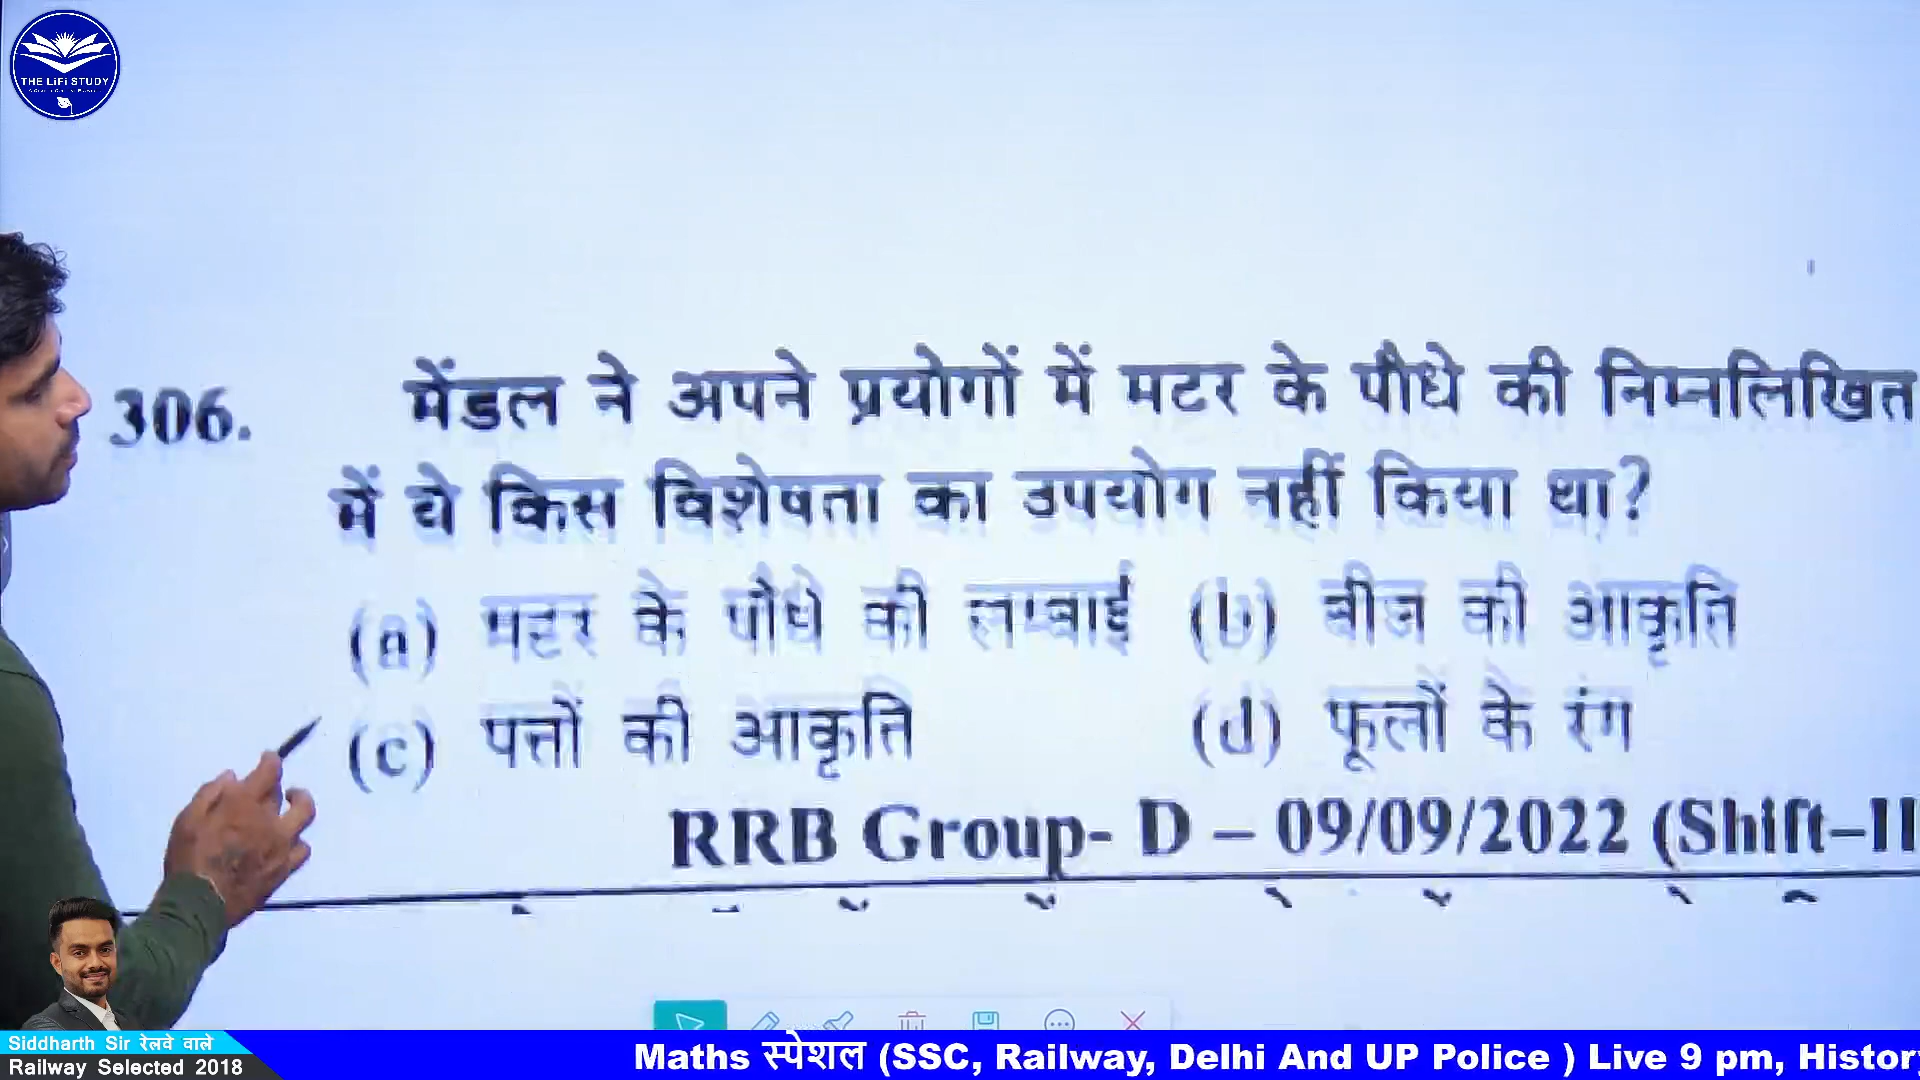 THE LiFi STUDY
306. मेंडल ने अपने प्रयोगों में मटर के पौधे की निम्नलिखित
में ये किस विशेषता का उपयोग नहीं किया था?
(a) मटर के पौधे की लम्बाई (b) बीज की आकृति
(c) पत्तों की आकृति (d) फूलों के रंग
RRB Group- D – 09/09/2022 (Shift–II
Siddharth Sir रेलवे वाले
Railway Selected 2018
Maths स्पेशल (SSC, Railway, Delhi And UP Police ) Live 9 pm, History